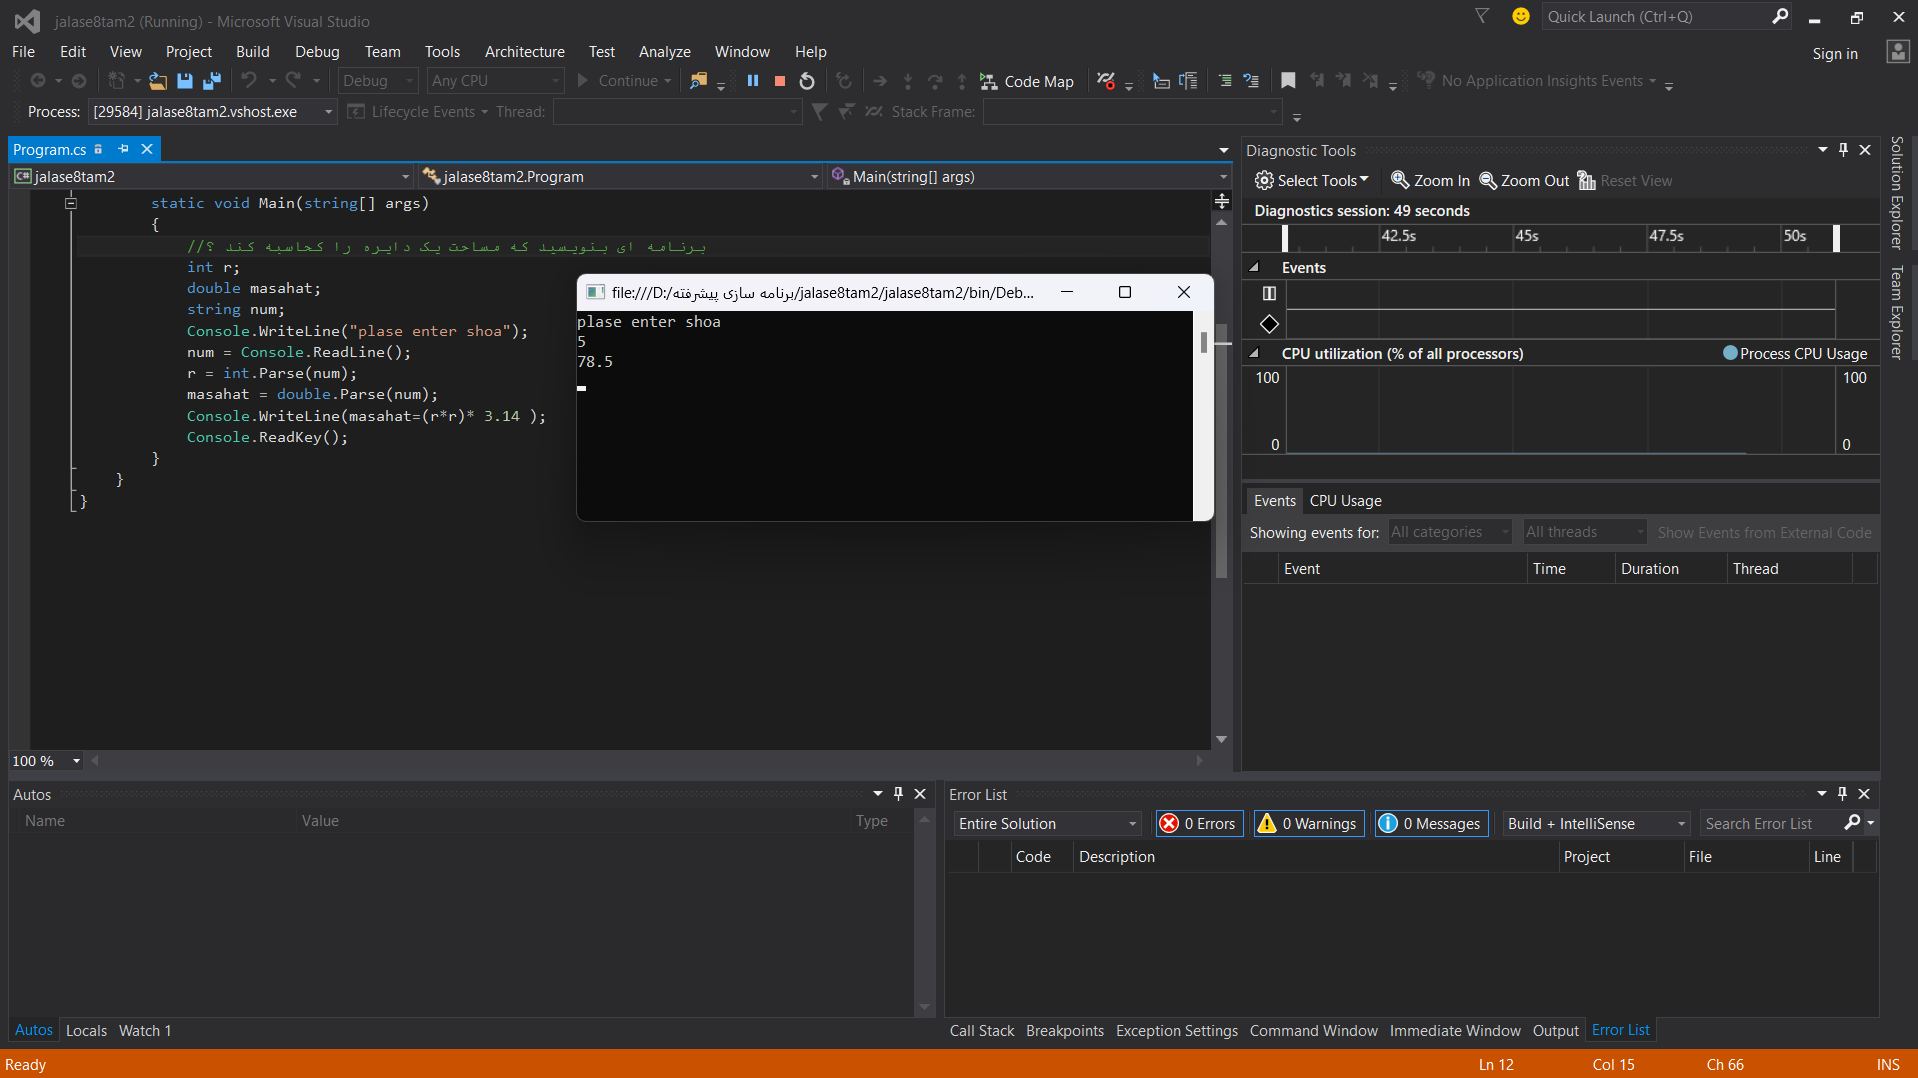 jalase8tam2 (Running) - Microsoft Visual Studio
Quick Launch (Ctrl+Q)
File Edit View Project Build Debug Team Tools Architecture Test Analyze Window Help
Sign in
Debug Any CPU Continue Code Map No Application Insights Events
Process: [29584] jalase8tam2.vshost.exe Lifecycle Events Thread: Stack Frame:
Program.cs
jalase8tam2 jalase8tam2.Program Main(string[] args)
static void Main(string[] args)
{
//برنامه ای بنویسید که مساحت یک دایره را کحاسبه کند ؟
int r;
double masahat;
string num;
Console.WriteLine("plase enter shoa");
num = Console.ReadLine();
r = int.Parse(num);
masahat = double.Parse(num);
Console.WriteLine(masahat=(r*r)* 3.14 );
Console.ReadKey();
}
}
}
file:///D:/برنامه سازی پیشرفته/jalase8tam2/jalase8tam2/bin/Deb...
plase enter shoa
5
78.5
100 %
Diagnostic Tools
Select Tools Zoom In Zoom Out Reset View
Diagnostics session: 49 seconds
42.5s 45s 47.5s 50s
Events
CPU utilization (% of all processors) Process CPU Usage
100 100
0 0
Events CPU Usage
Showing events for: All categories All threads Show Events from External Code
Event Time Duration Thread
Solution Explorer
Team Explorer
Autos
Name Value Type
Autos Locals Watch 1
Error List
Entire Solution 0 Errors 0 Warnings 0 Messages Build + IntelliSense Search Error List
Code Description Project File Line
Call Stack Breakpoints Exception Settings Command Window Immediate Window Output Error List
Ready Ln 12 Col 15 Ch 66 INS